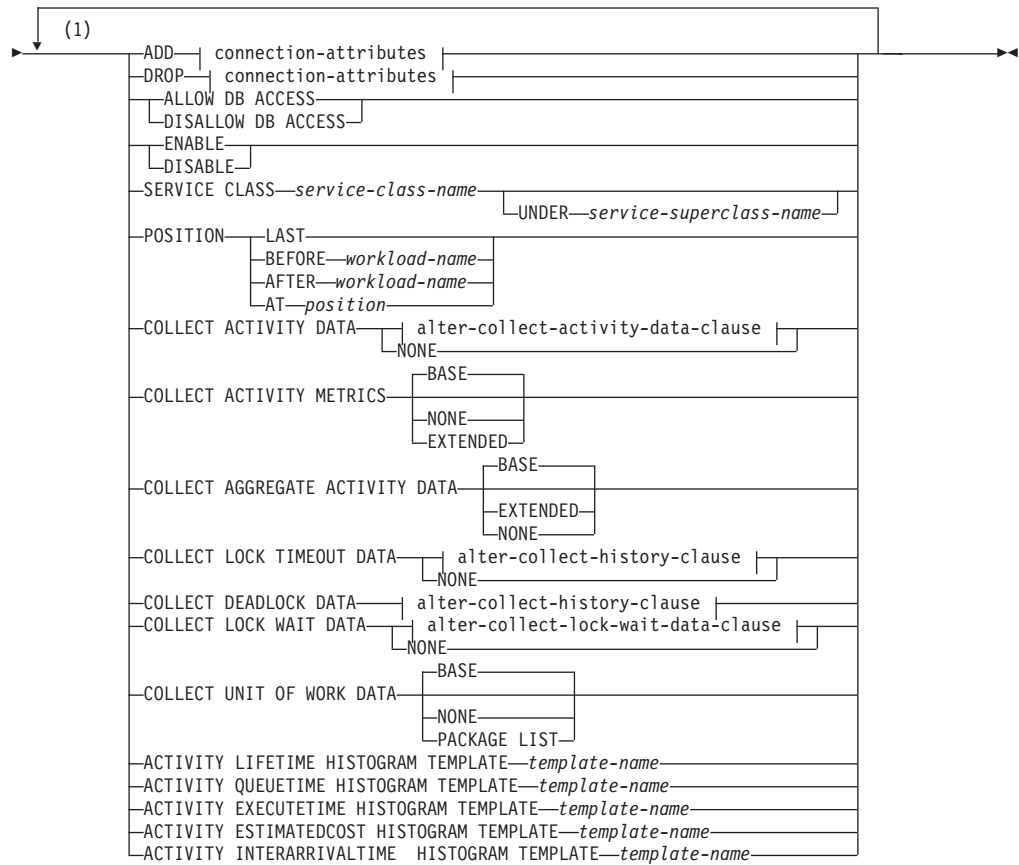 (1)
ADD connection-attributes
DROP connection-attributes
ALLOW DB ACCESS
DISALLOW DB ACCESS
ENABLE
DISABLE
SERVICE CLASS service-class-name
UNDER service-superclass-name
POSITION LAST
BEFORE workload-name
AFTER workload-name
AT position
COLLECT ACTIVITY DATA alter-collect-activity-data-clause
NONE
BASE
COLLECT ACTIVITY METRICS
NONE
EXTENDED
BASE
COLLECT AGGREGATE ACTIVITY DATA
EXTENDED
NONE
COLLECT LOCK TIMEOUT DATA alter-collect-history-clause
NONE
COLLECT DEADLOCK DATA alter-collect-history-clause
COLLECT LOCK WAIT DATA alter-collect-lock-wait-data-clause
NONE
BASE
COLLECT UNIT OF WORK DATA
NONE
PACKAGE LIST
ACTIVITY LIFETIME HISTOGRAM TEMPLATE template-name
ACTIVITY QUEUETIME HISTOGRAM TEMPLATE template-name
ACTIVITY EXECUTETIME HISTOGRAM TEMPLATE template-name
ACTIVITY ESTIMATEDCOST HISTOGRAM TEMPLATE template-name
ACTIVITY INTERARRIVALTIME HISTOGRAM TEMPLATE template-name